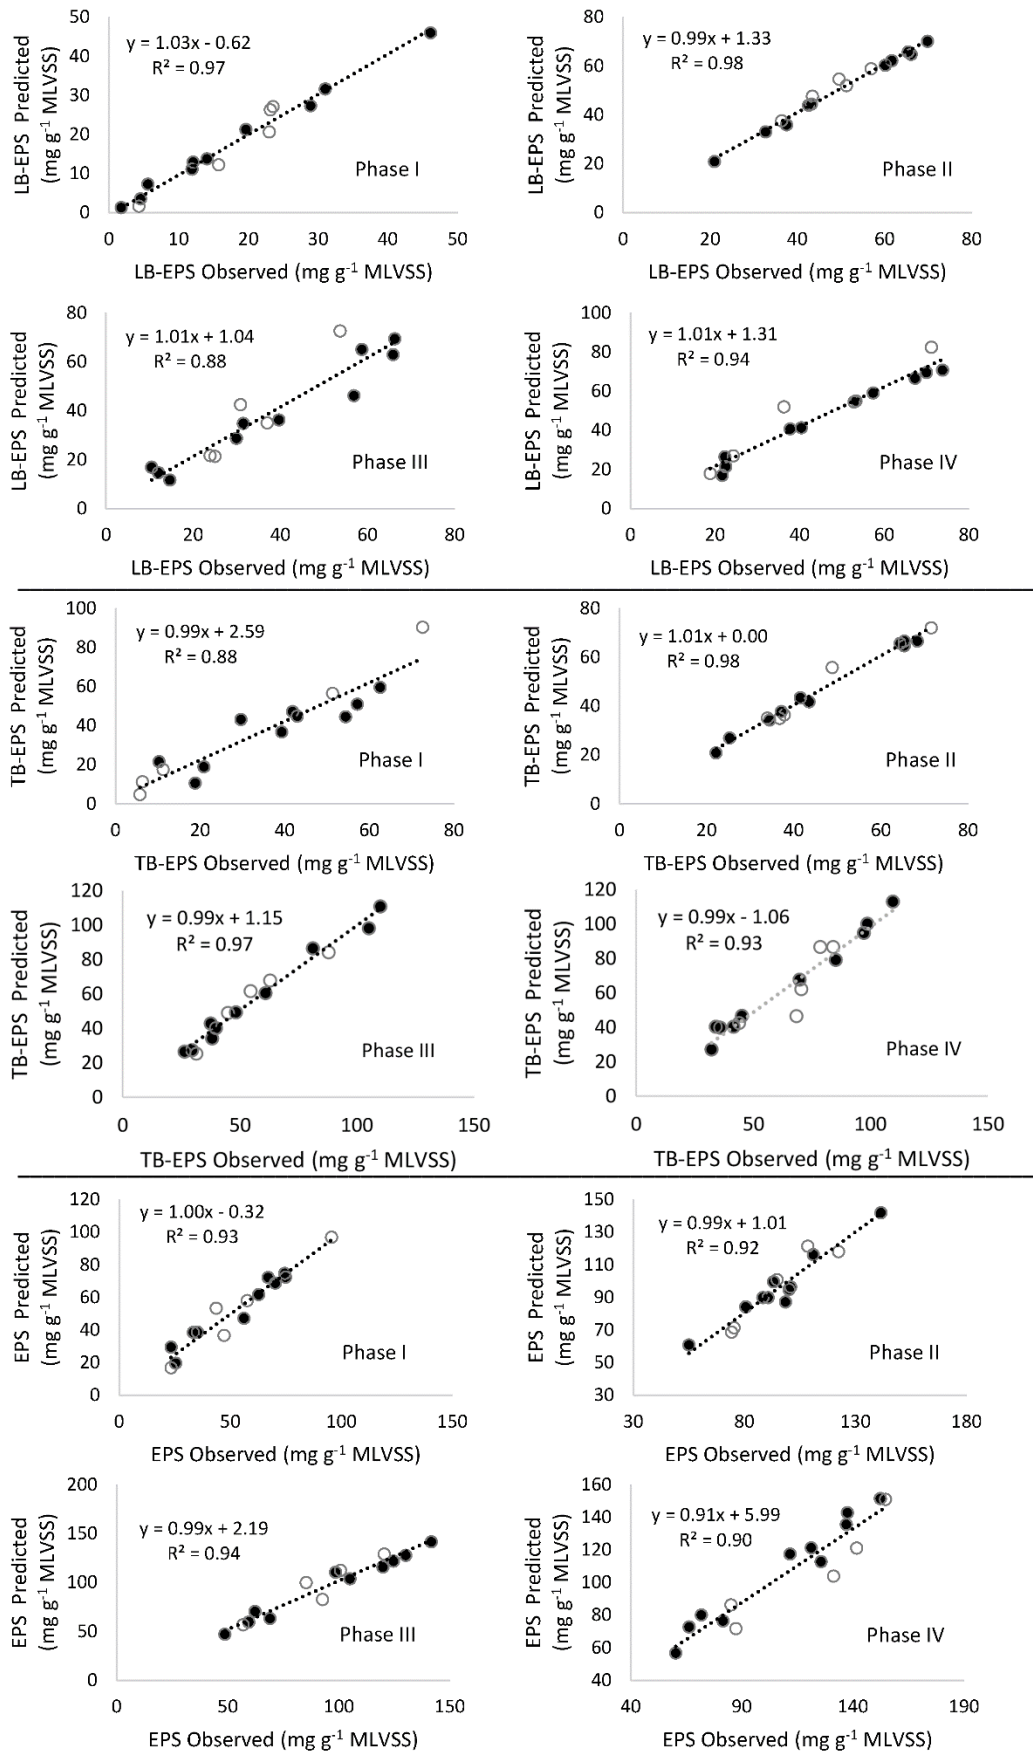 LB-EPS Predicted
(mg g⁻¹ MLVSS)
50
40
30
20
10
0
y = 1.03x - 0.62
R² = 0.97
Phase I
0 10 20 30 40 50
LB-EPS Observed (mg g⁻¹ MLVSS)
LB-EPS Predicted
(mg g⁻¹ MLVSS)
80
60
40
20
0
y = 0.99x + 1.33
R² = 0.98
Phase II
0 20 40 60 80
LB-EPS Observed (mg g⁻¹ MLVSS)
LB-EPS Predicted
(mg g⁻¹ MLVSS)
80
60
40
20
0
y = 1.01x + 1.04
R² = 0.88
Phase III
0 20 40 60 80
LB-EPS Observed (mg g⁻¹ MLVSS)
LB-EPS Predicted
(mg g⁻¹ MLVSS)
100
80
60
40
20
0
y = 1.01x + 1.31
R² = 0.94
Phase IV
0 20 40 60 80
LB-EPS Observed (mg g⁻¹ MLVSS)
TB-EPS Predicted
(mg g⁻¹ MLVSS)
100
80
60
40
20
0
y = 0.99x + 2.59
R² = 0.88
Phase I
0 20 40 60 80
TB-EPS Observed (mg g⁻¹ MLVSS)
TB-EPS Predicted
(mg g⁻¹ MLVSS)
80
60
40
20
0
y = 1.01x + 0.00
R² = 0.98
Phase II
0 20 40 60 80
TB-EPS Observed (mg g⁻¹ MLVSS)
TB-EPS Predicted
(mg g⁻¹ MLVSS)
120
100
80
60
40
20
0
y = 0.99x + 1.15
R² = 0.97
Phase III
0 50 100 150
TB-EPS Observed (mg g⁻¹ MLVSS)
TB-EPS Predicted
(mg g⁻¹ MLVSS)
120
100
80
60
40
20
0
y = 0.99x - 1.06
R² = 0.93
Phase IV
0 50 100 150
TB-EPS Observed (mg g⁻¹ MLVSS)
EPS Predicted
(mg g⁻¹ MLVSS)
120
100
80
60
40
20
0
y = 1.00x - 0.32
R² = 0.93
Phase I
0 50 100 150
EPS Observed (mg g⁻¹ MLVSS)
EPS Predicted
(mg g⁻¹ MLVSS)
150
130
110
90
70
50
30
y = 0.99x + 1.01
R² = 0.92
Phase II
30 80 130 180
EPS Observed (mg g⁻¹ MLVSS)
EPS Predicted
(mg g⁻¹ MLVSS)
200
150
100
50
0
y = 0.99x + 2.19
R² = 0.94
Phase III
0 50 100 150
EPS Observed (mg g⁻¹ MLVSS)
EPS Predicted
(mg g⁻¹ MLVSS)
160
140
120
100
80
60
40
y = 0.91x + 5.99
R² = 0.90
Phase IV
40 90 140 190
EPS Observed (mg g⁻¹ MLVSS)